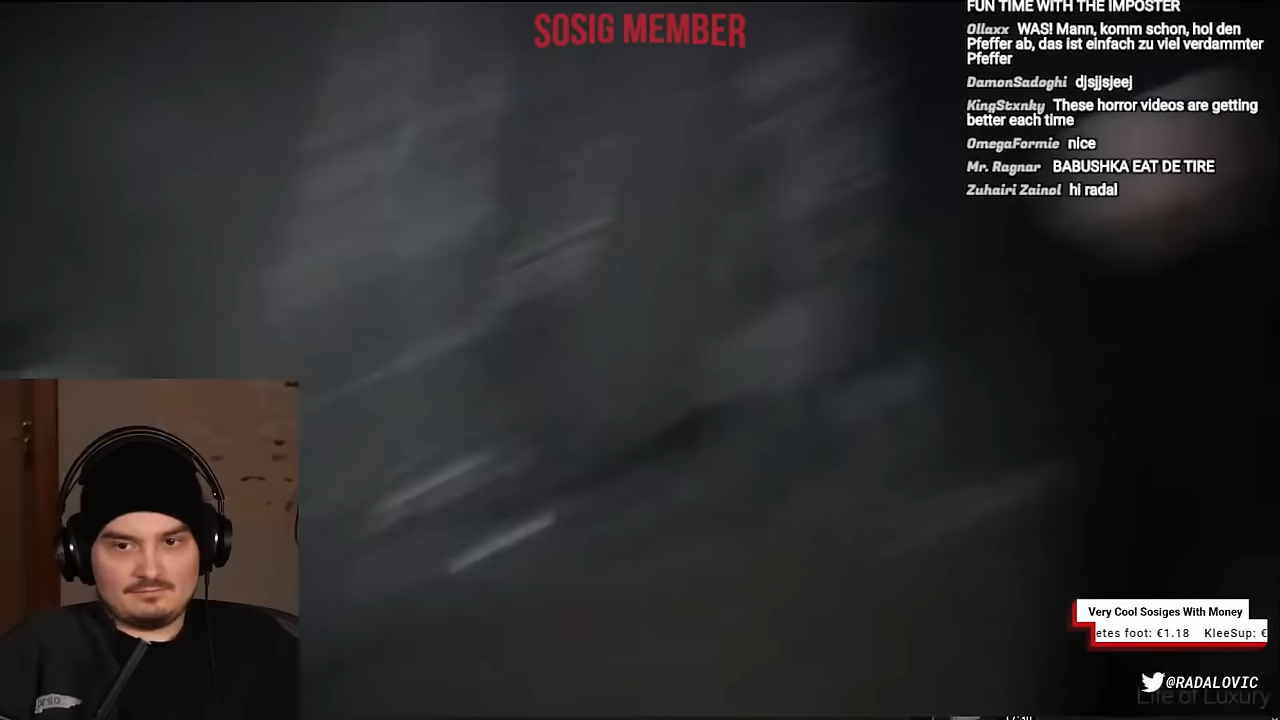 SOSIG MEMBER
FUN TIME WITH THE IMPOSTER
Ollaxx WAS! Mann, komm schon, hol den
Pfeffer ab, das ist einfach zu viel verdammter
Pfeffer
DamonSadoghi djsjjsjeej
KingStxnky These horror videos are getting
better each time
OmegaFormie nice
Mr. Ragnar BABUSHKA EAT DE TIRE
Zuhairi Zainol hi radal
Very Cool Sosiges With Money
etes foot: €1.18 KleeSup: €
@RADALOVIC
Life of Luxury